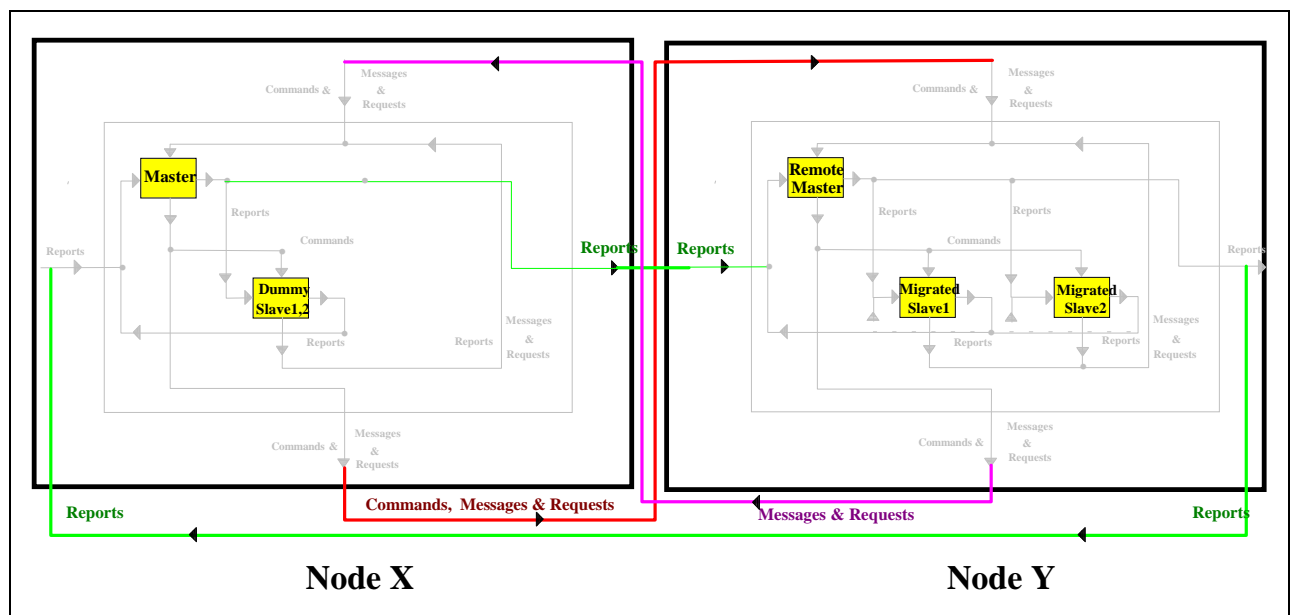 Messages
Commands & &
Requests
Master
Reports
Commands
Reports
Reports
Dummy
Slave1,2
Reports
Reports
Messages
&
Requests
Messages
Commands & &
Requests
Commands, Messages & Requests
Reports
Node X
Messages
Commands & &
Requests
Remote
Master
Reports
Reports
Commands
Reports
Reports
Migrated
Slave1
Migrated
Slave2
Reports
Reports
Messages
&
Requests
Messages
Commands & &
Requests
Messages & Requests
Reports
Node Y